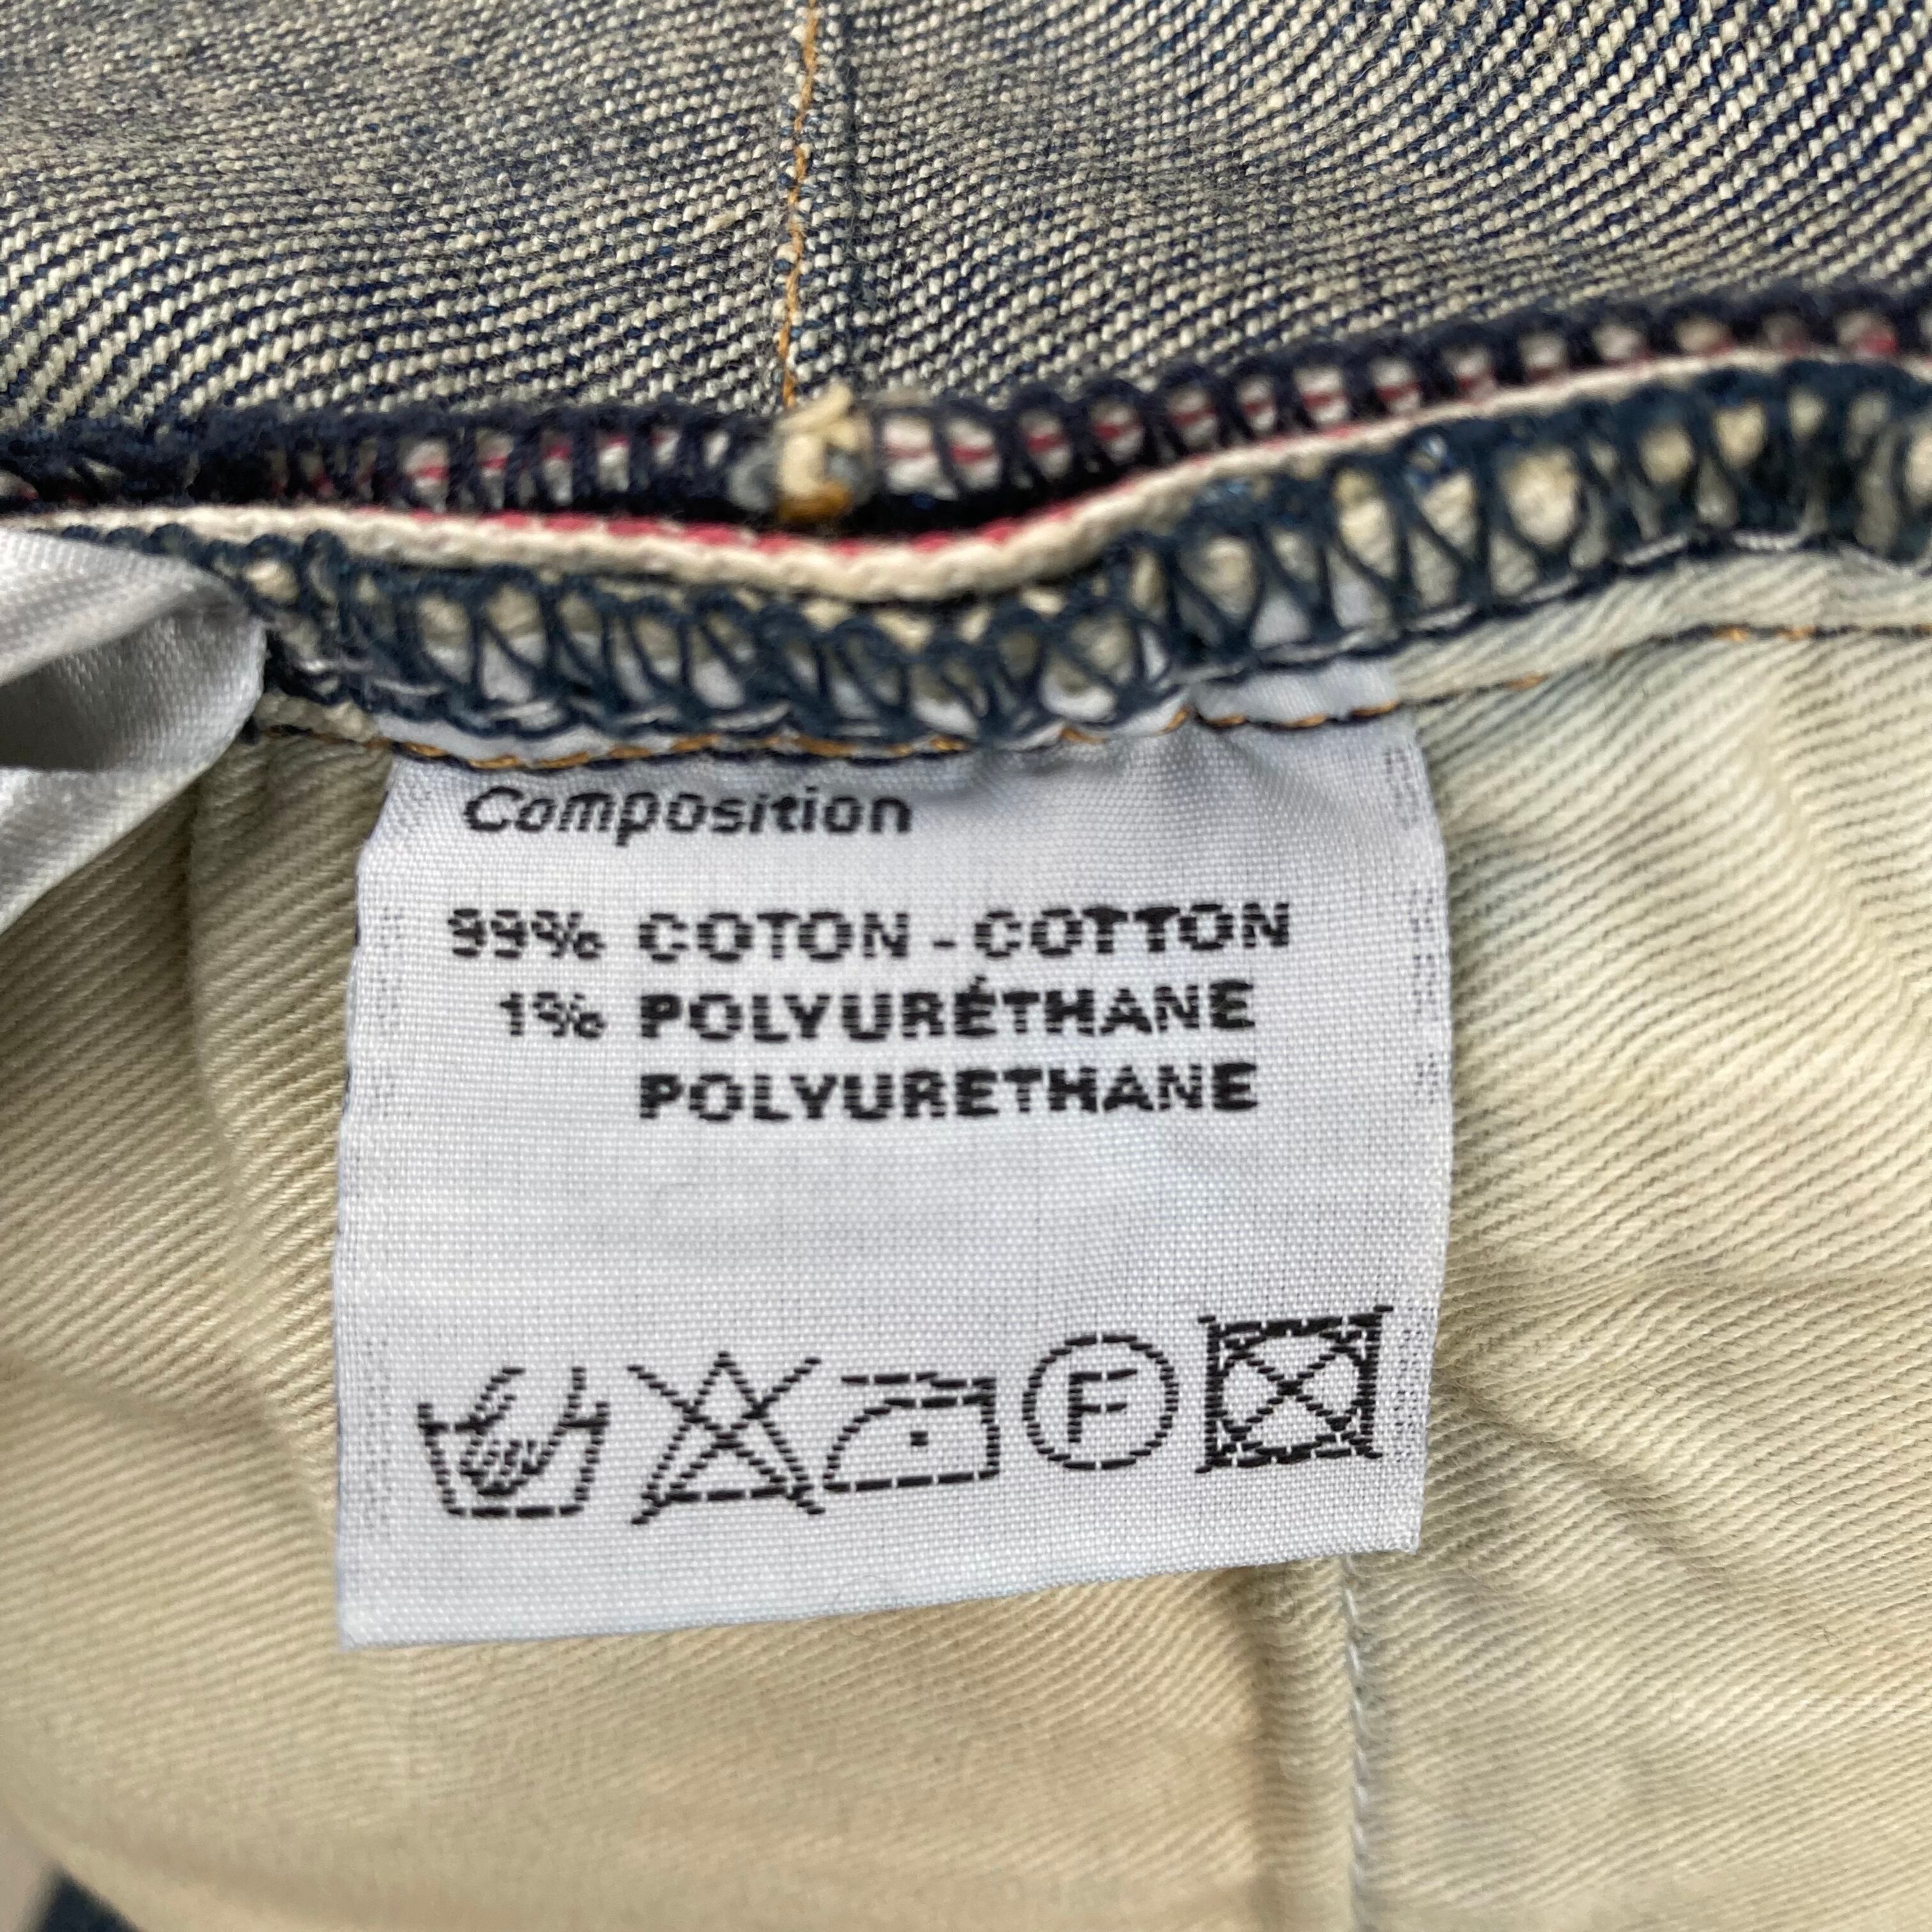 Composition
99% COTON - COTTON
1% POLYURÉTHANE
POLYURETHANE
F